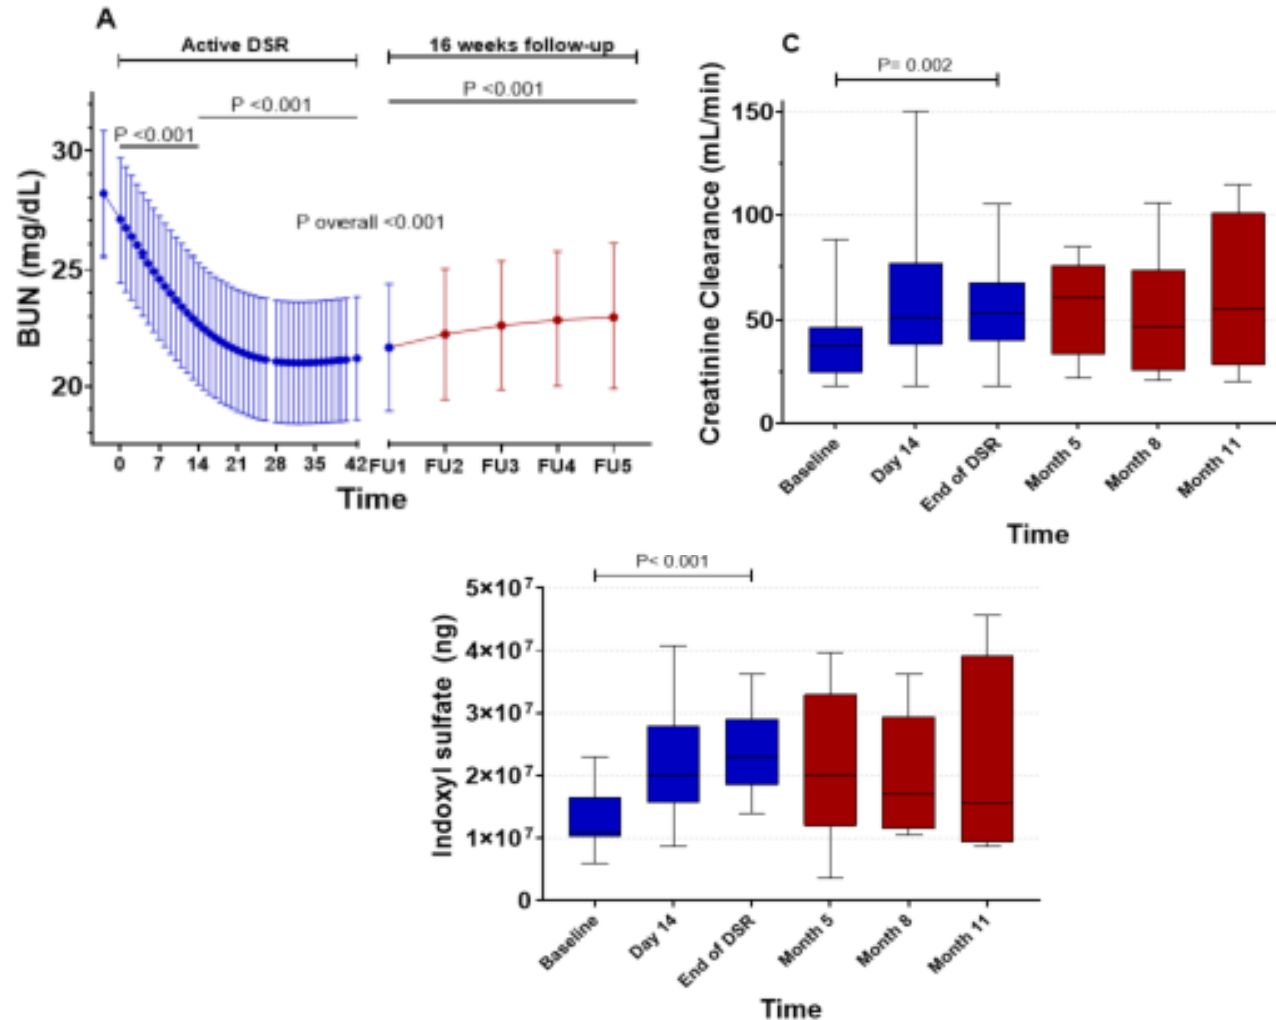 A
Active DSR
16 weeks follow-up
P <0.001
P <0.001
P <0.001
P overall <0.001
BUN (mg/dL)
30
25
20
0 7 14 21 28 35 42 FU1 FU2 FU3 FU4 FU5
Time
C
P= 0.002
Creatinine Clearance (mL/min)
150
100
50
0
Baseline
Day 14
End of DSR
Month 5
Month 8
Month 11
Time
P< 0.001
Indoxyl sulfate (ng)
5×10⁷
4×10⁷
3×10⁷
2×10⁷
1×10⁷
0
Baseline
Day 14
End of DSR
Month 5
Month 8
Month 11
Time